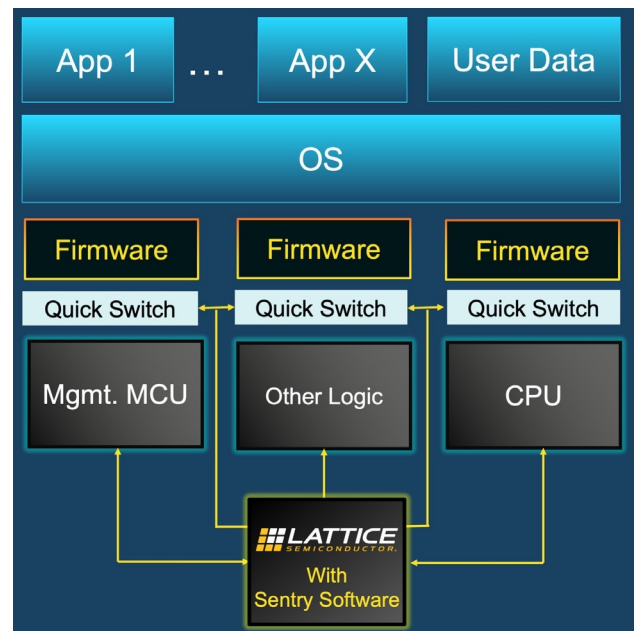 App 1
...
App X
User Data
OS
Firmware
Firmware
Firmware
Quick Switch
Quick Switch
Quick Switch
Mgmt. MCU
Other Logic
CPU
LATTICE
SEMICONDUCTOR.
With
Sentry Software